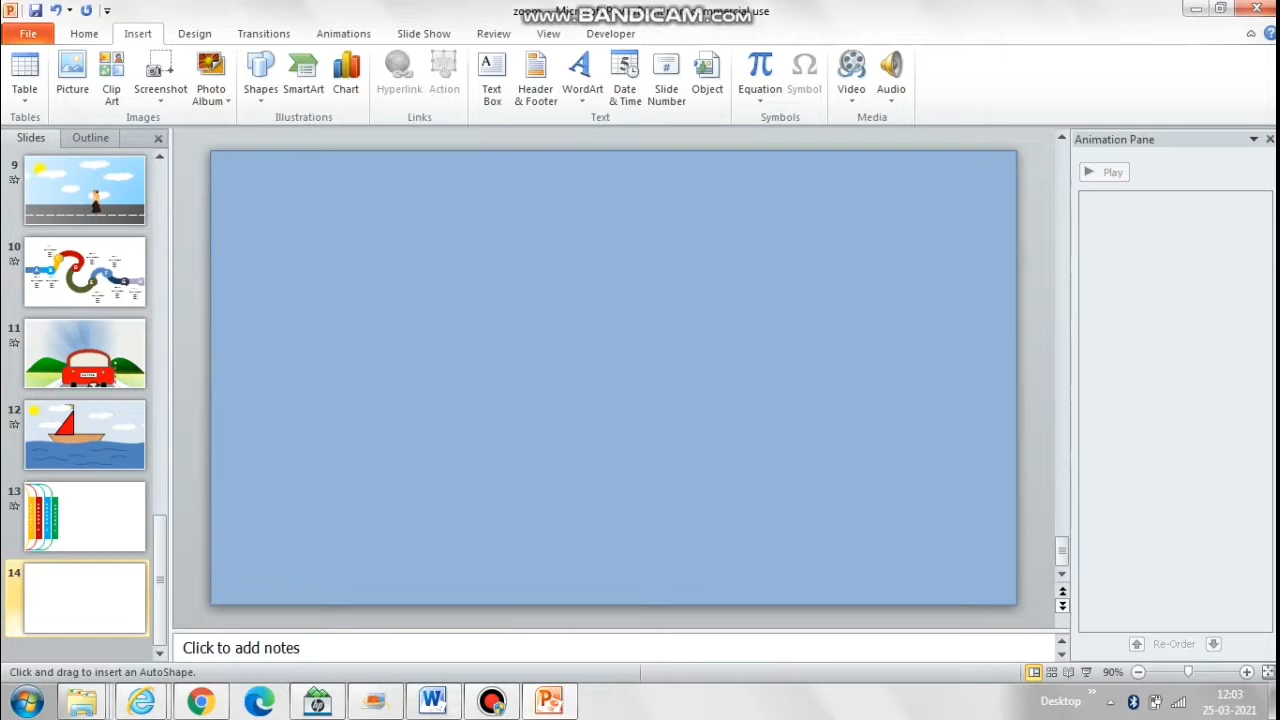 zoom - Mic
www.BANDICAM.com
ommercial use
File
Home
Insert
Design
Transitions
Animations
Slide Show
Review
View
Developer
Table
Picture
Clip
Art
Screenshot
Photo
Album
Shapes
SmartArt
Chart
Hyperlink
Action
Text
Box
Header
& Footer
WordArt
Date
& Time
Slide
Number
Object
Equation
Symbol
Video
Audio
Tables
Images
Illustrations
Links
Text
Symbols
Media
Slides
Outline
Animation Pane
Play
9
10
11
12
13
14
Click to add notes
Re-Order
Click and drag to insert an AutoShape.
90%
Desktop
12:03
25-03-2021